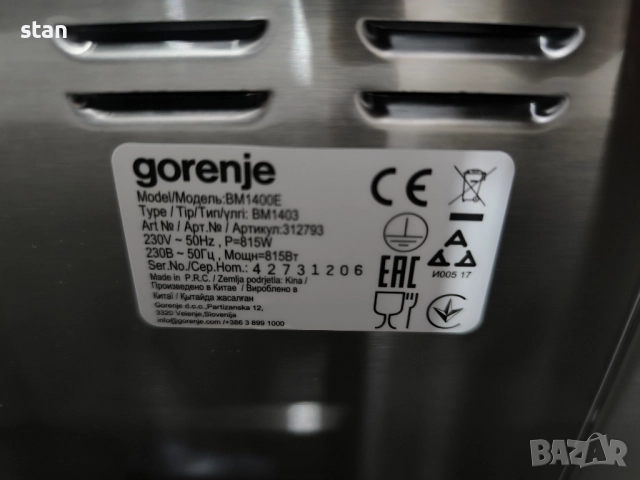 stan
gorenje
Model/Модель:BM1400E
Type / Tip/Тип/үлгі: BM1403
Art № / Арт.№ / Артикул:312793
230V ~ 50Hz , P=815W
230В ~ 50Гц , Мощн=815Вт
Ser.No./Сер.Ном.: 42731206
Made in P.R.C./ Zemlja podrjetla: Kina /
Произведено в Китае / Вироблено в
Китаї / Қытайда жасалған
Gorenje d.o.o.,Partizanska 12,
3320 Velenje,Slovenija
info@gorenje.com /+386 3 899 1000
CE
EAC
И005 17
BAZAR